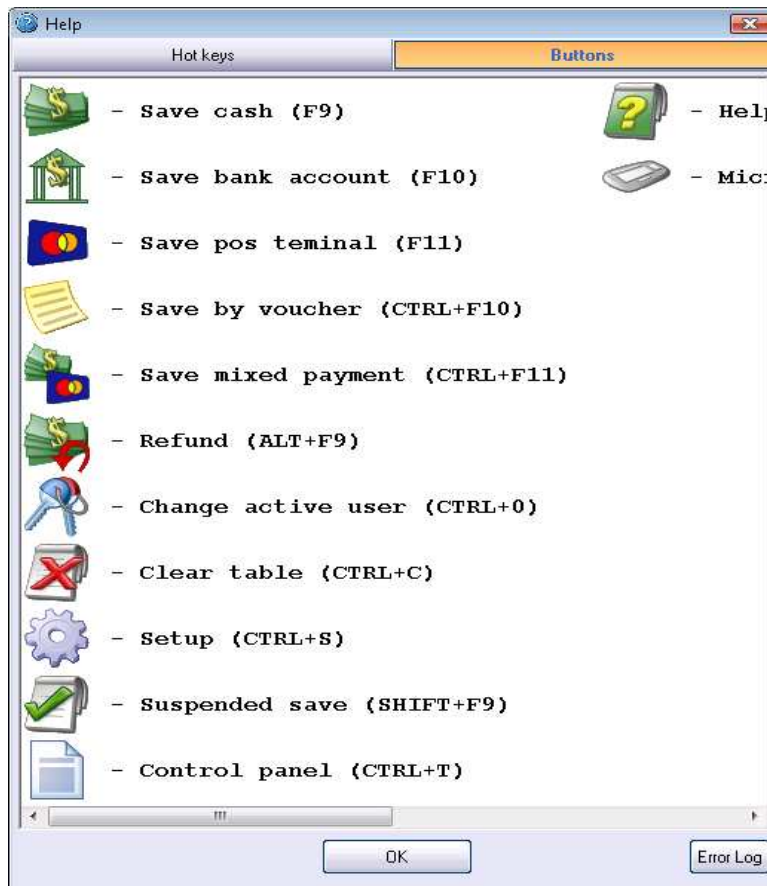 Help
Hot keys
Buttons
- Save cash (F9)
- Save bank account (F10)
- Save pos teminal (F11)
- Save by voucher (CTRL+F10)
- Save mixed payment (CTRL+F11)
- Refund (ALT+F9)
- Change active user (CTRL+0)
- Clear table (CTRL+C)
- Setup (CTRL+S)
- Suspended save (SHIFT+F9)
- Control panel (CTRL+T)
- Help
-
OK
Error Log